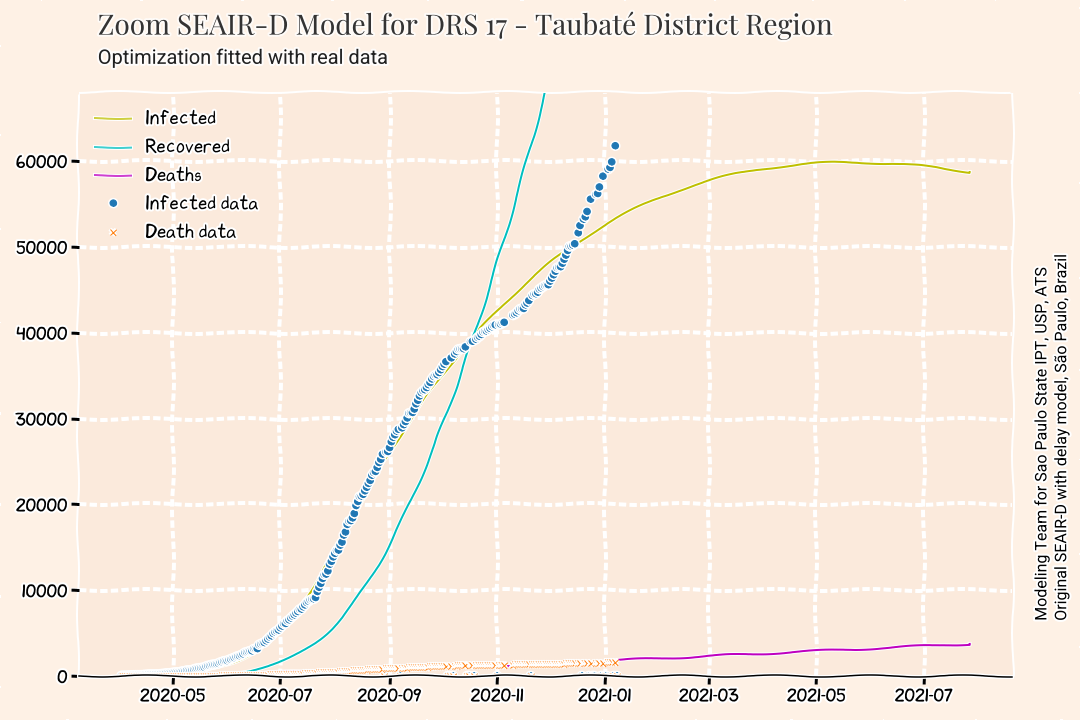 Zoom SEAIR-D Model for DRS 17 - Taubaté District Region
Optimization fitted with real data
Infected
Recovered
Deaths
Infected data
Death data
60000
50000
40000
30000
20000
10000
0
2020-05
2020-07
2020-09
2020-11
2021-01
2021-03
2021-05
2021-07
Modeling Team for Sao Paulo State IPT, USP, ATS
Original SEAIR-D with delay model, São Paulo, Brazil